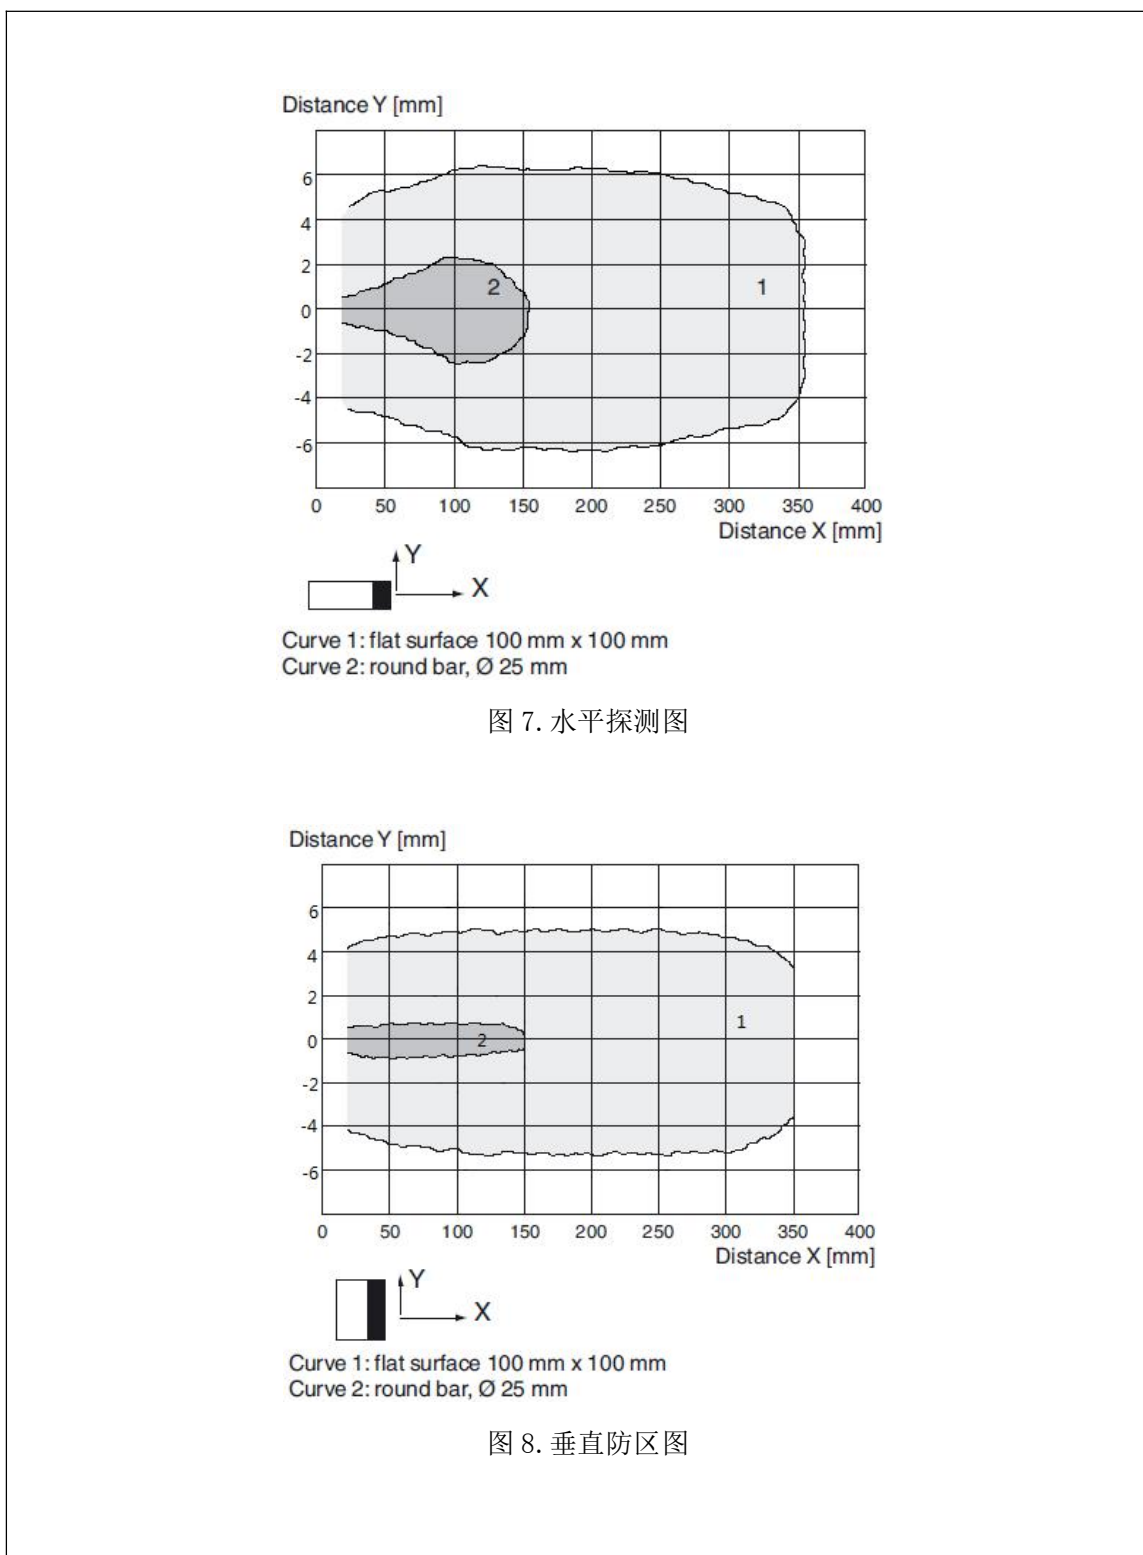 Distance Y [mm]
6
4
2
0
-2
-4
-6
2
1
0 50 100 150 200 250 300 350 400
Distance X [mm]
Y
X
Curve 1: flat surface 100 mm x 100 mm
Curve 2: round bar, Ø 25 mm
图 7. 水平探测图
Distance Y [mm]
6
4
2
0
-2
-4
-6
1
2
0 50 100 150 200 250 300 350 400
Distance X [mm]
Y
X
Curve 1: flat surface 100 mm x 100 mm
Curve 2: round bar, Ø 25 mm
图 8. 垂直防区图